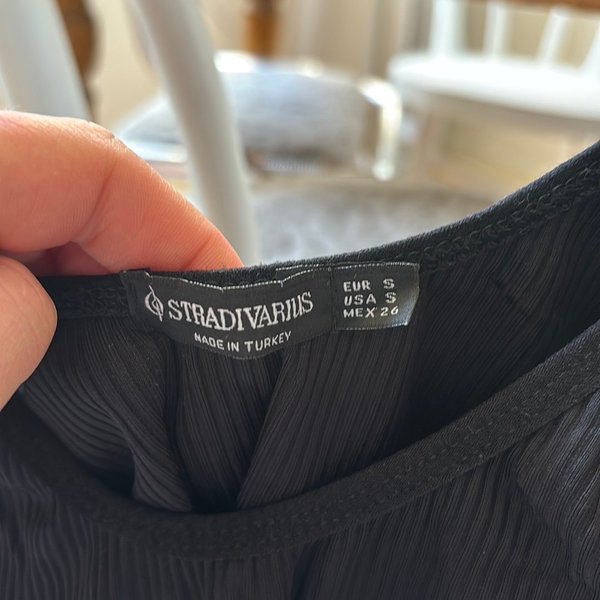 STRADIVARIUS
MADE IN TURKEY
EUR S
USA S
MEX 26